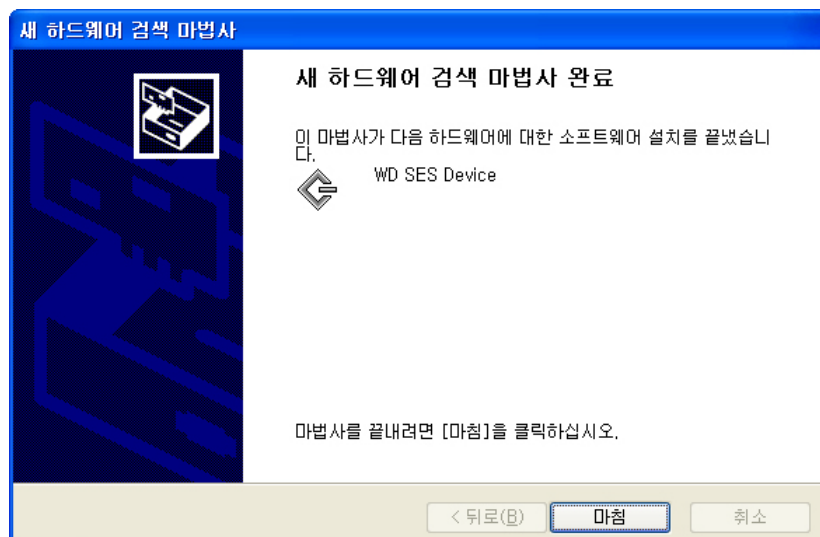 새 하드웨어 검색 마법사
새 하드웨어 검색 마법사 완료
이 마법사가 다음 하드웨어에 대한 소프트웨어 설치를 끝냈습니
다.
WD SES Device
마법사를 끝내려면 [마침]을 클릭하십시오.
< 뒤로(B)
마침
취소